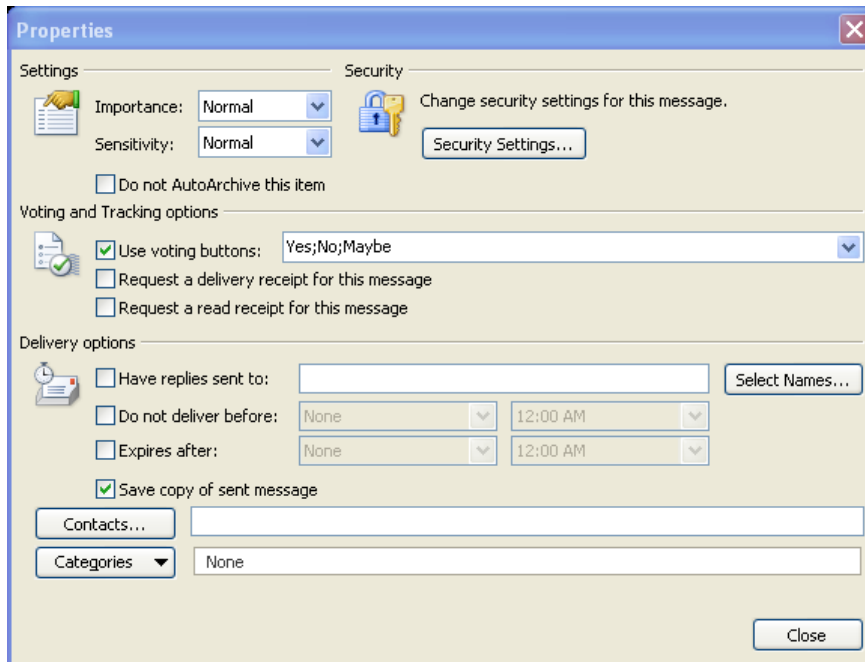 Properties
Settings
Security
Importance: Normal
Change security settings for this message.
Sensitivity: Normal
Security Settings...
Do not AutoArchive this item
Voting and Tracking options
Use voting buttons: Yes;No;Maybe
Request a delivery receipt for this message
Request a read receipt for this message
Delivery options
Have replies sent to: Select Names...
Do not deliver before: None 12:00 AM
Expires after: None 12:00 AM
Save copy of sent message
Contacts...
Categories None
Close